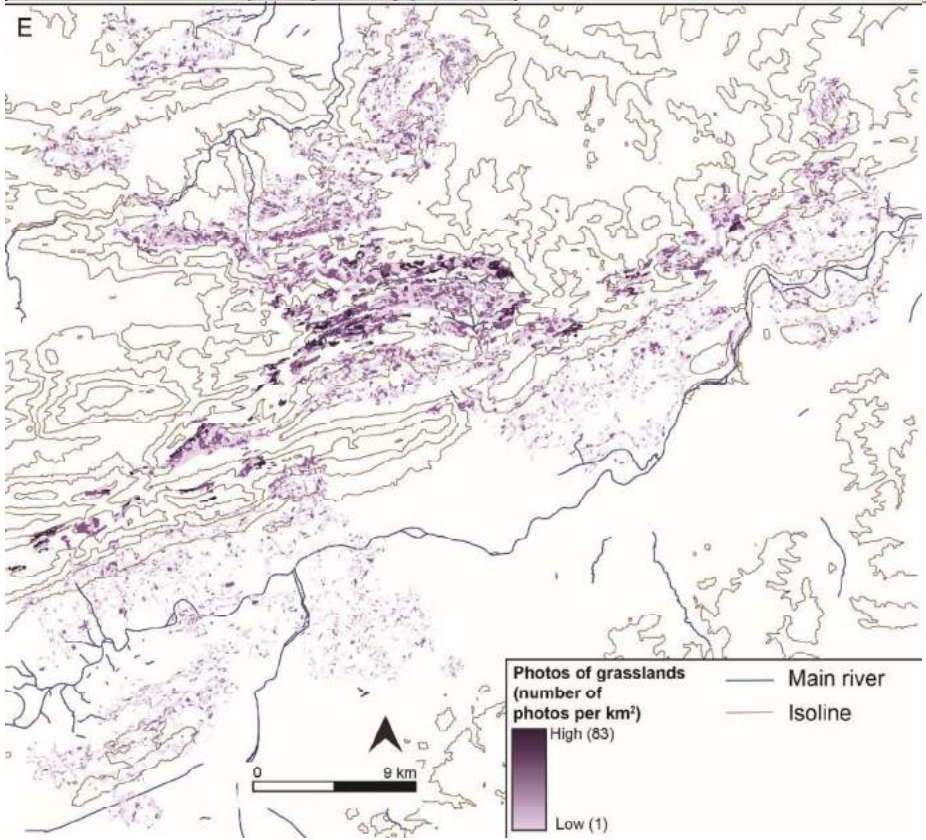 E
Photos of grasslands
(number of
photos per km²)
High (83)
Low (1)
Main river
Isoline
0 9 km